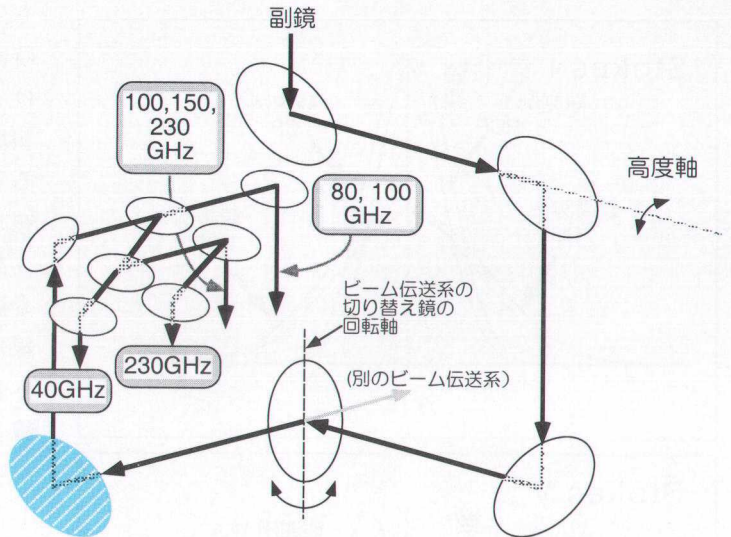 副鏡
100,150,
230
GHz
高度軸
80, 100
GHz
ビーム伝送系の
切り替え鏡の
回転軸
(別のビーム伝送系)
230GHz
40GHz